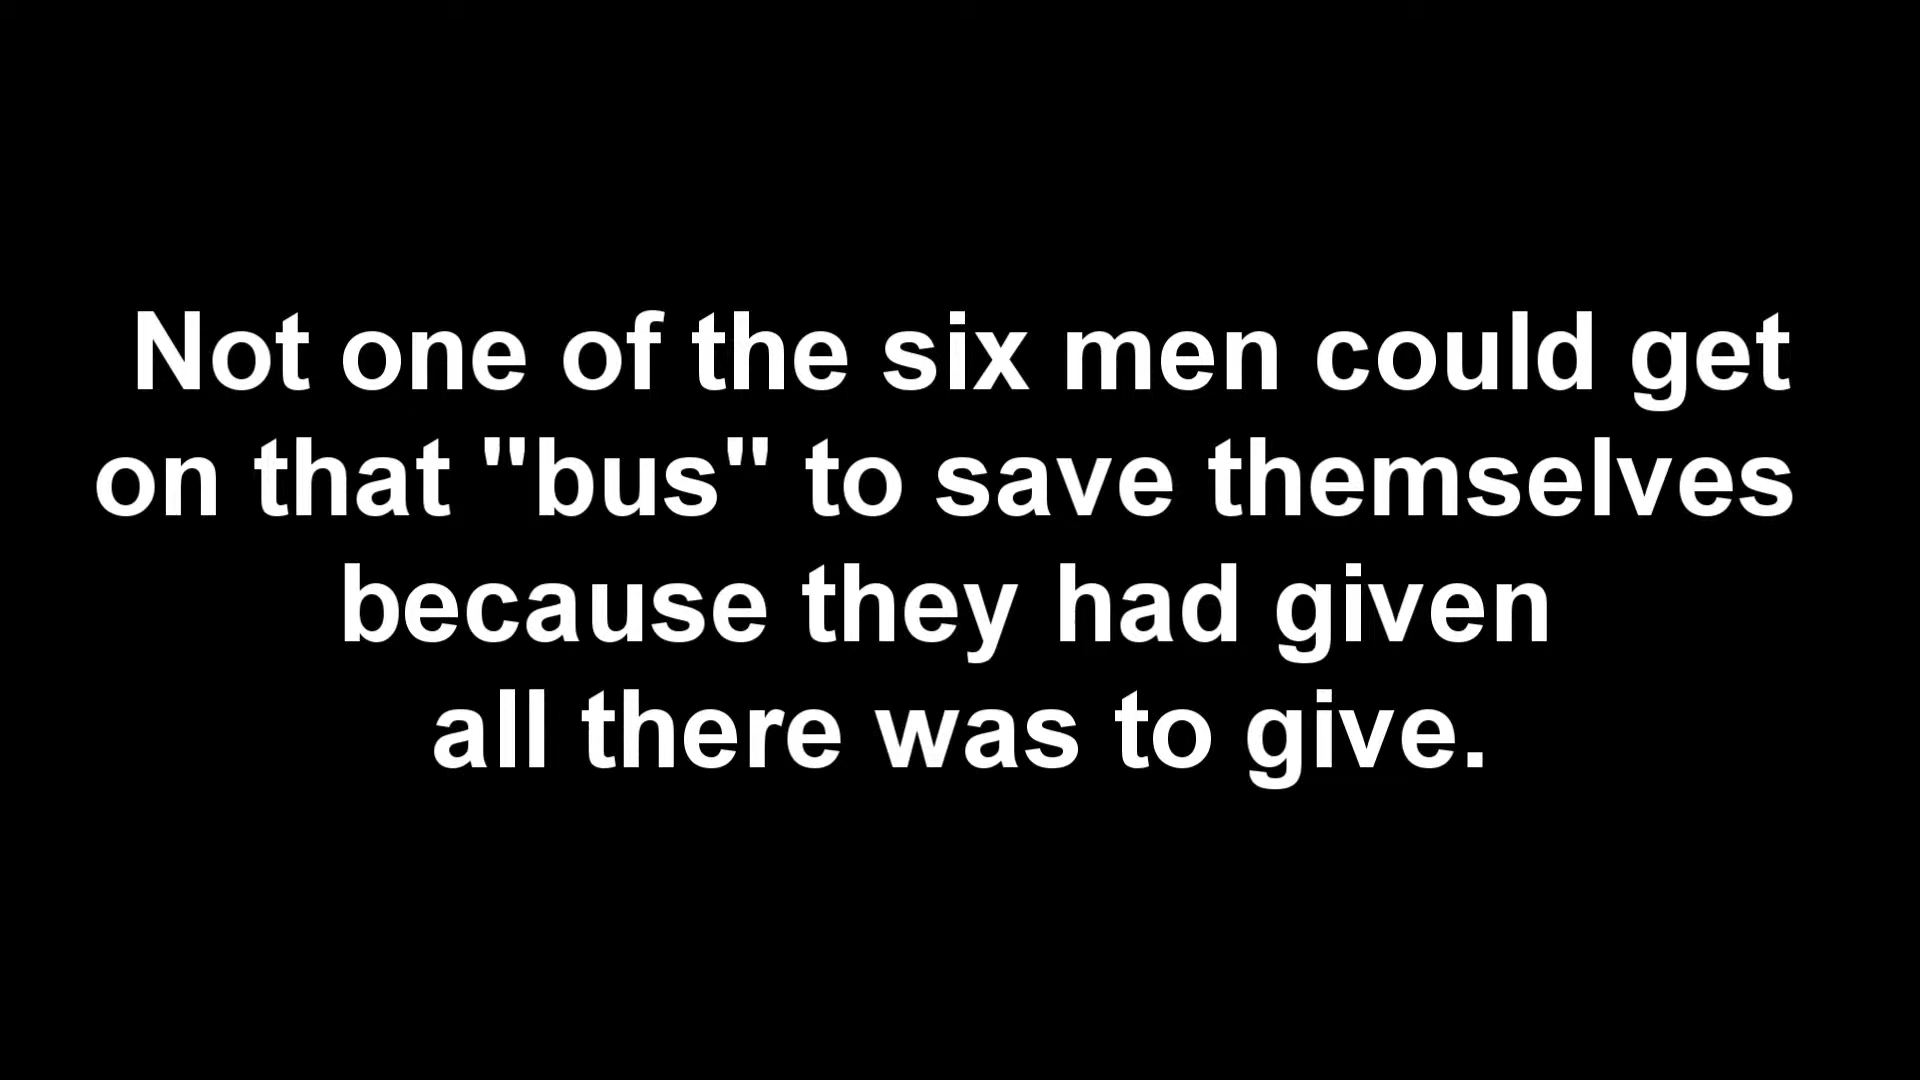 Not one of the six men could get
on that "bus" to save themselves
because they had given
all there was to give.